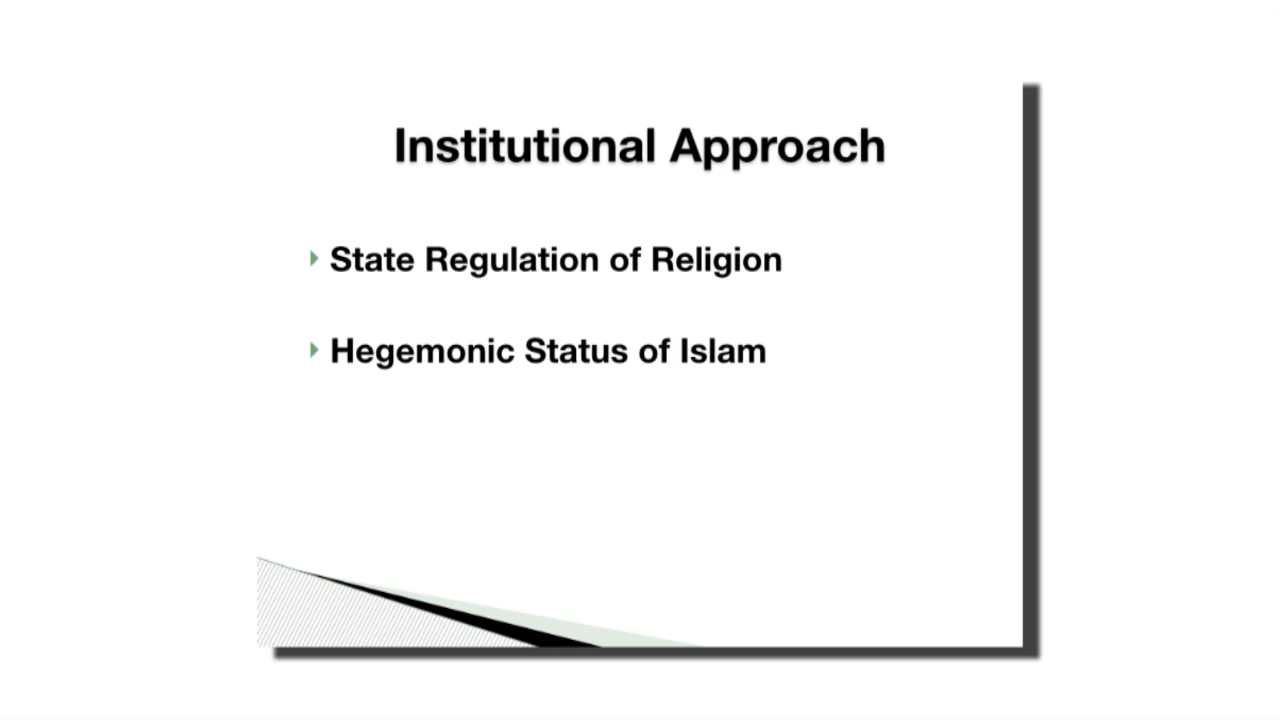 Institutional Approach
State Regulation of Religion
Hegemonic Status of Islam